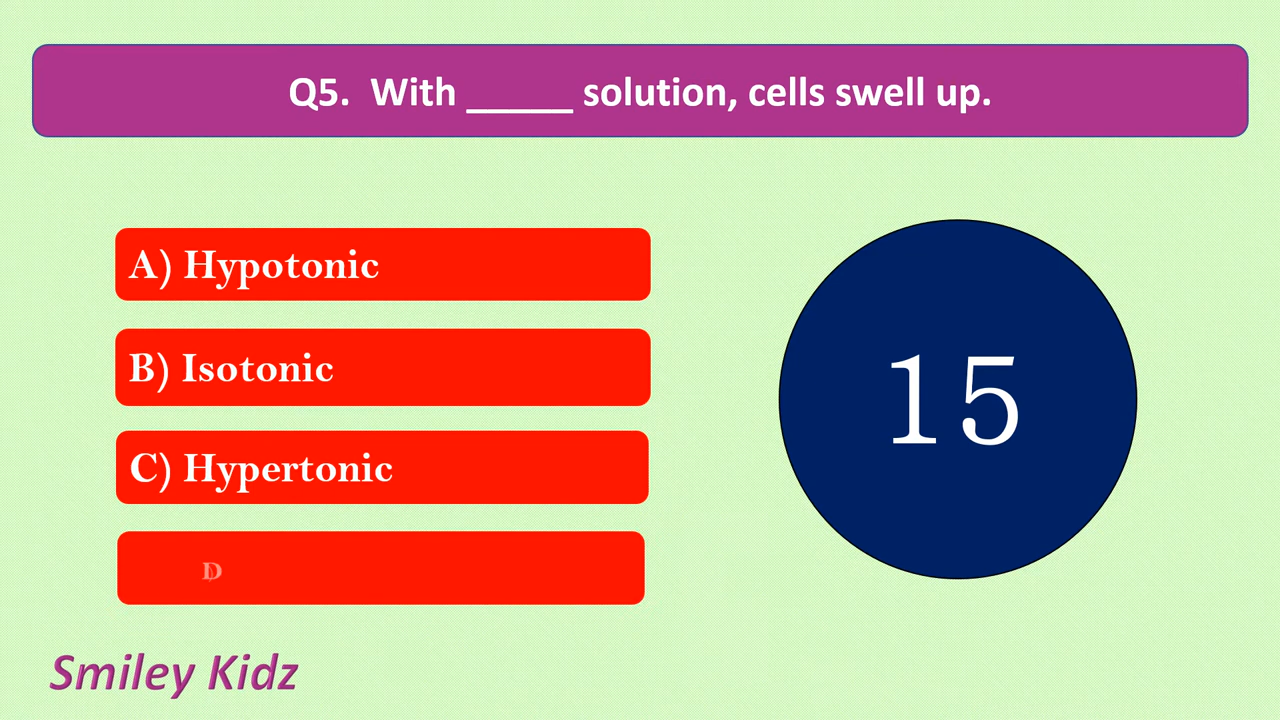 Q5. With _____ solution, cells swell up.
A) Hypotonic
B) Isotonic
C) Hypertonic
D
15
Smiley Kidz